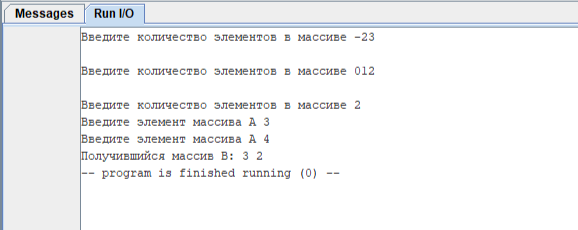 Messages Run I/O
Введите количество элементов в массиве -23
Введите количество элементов в массиве 012
Введите количество элементов в массиве 2
Введите элемент массива А 3
Введите элемент массива А 4
Получившийся массив В: 3 2
-- program is finished running (0) --